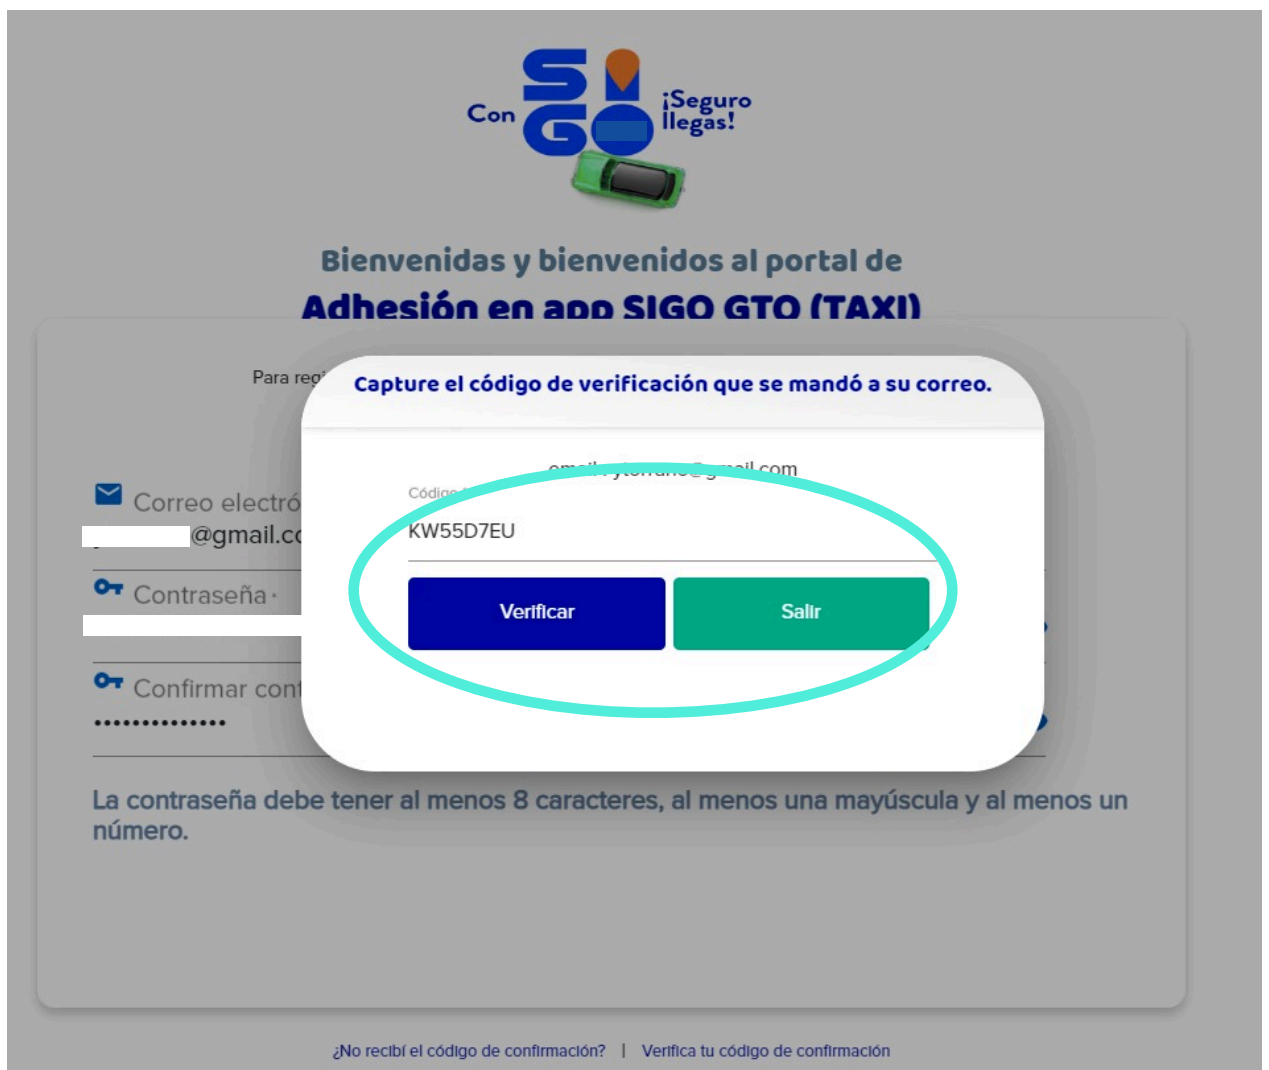 Con SIGO ¡Seguro llegas!
Bienvenidas y bienvenidos al portal de
Adhesión en app SIGO GTO (TAXI)
Para
Capture el código de verificación que se mandó a su correo.
Correo electró
@gmail.co
Código
KW55D7EU
Contraseña
Verificar
Salir
Confirmar cont
••••••••••••••
La contraseña debe tener al menos 8 caracteres, al menos una mayúscula y al menos un
número.
¿No recibí el código de confirmación? | Verifica tu código de confirmación